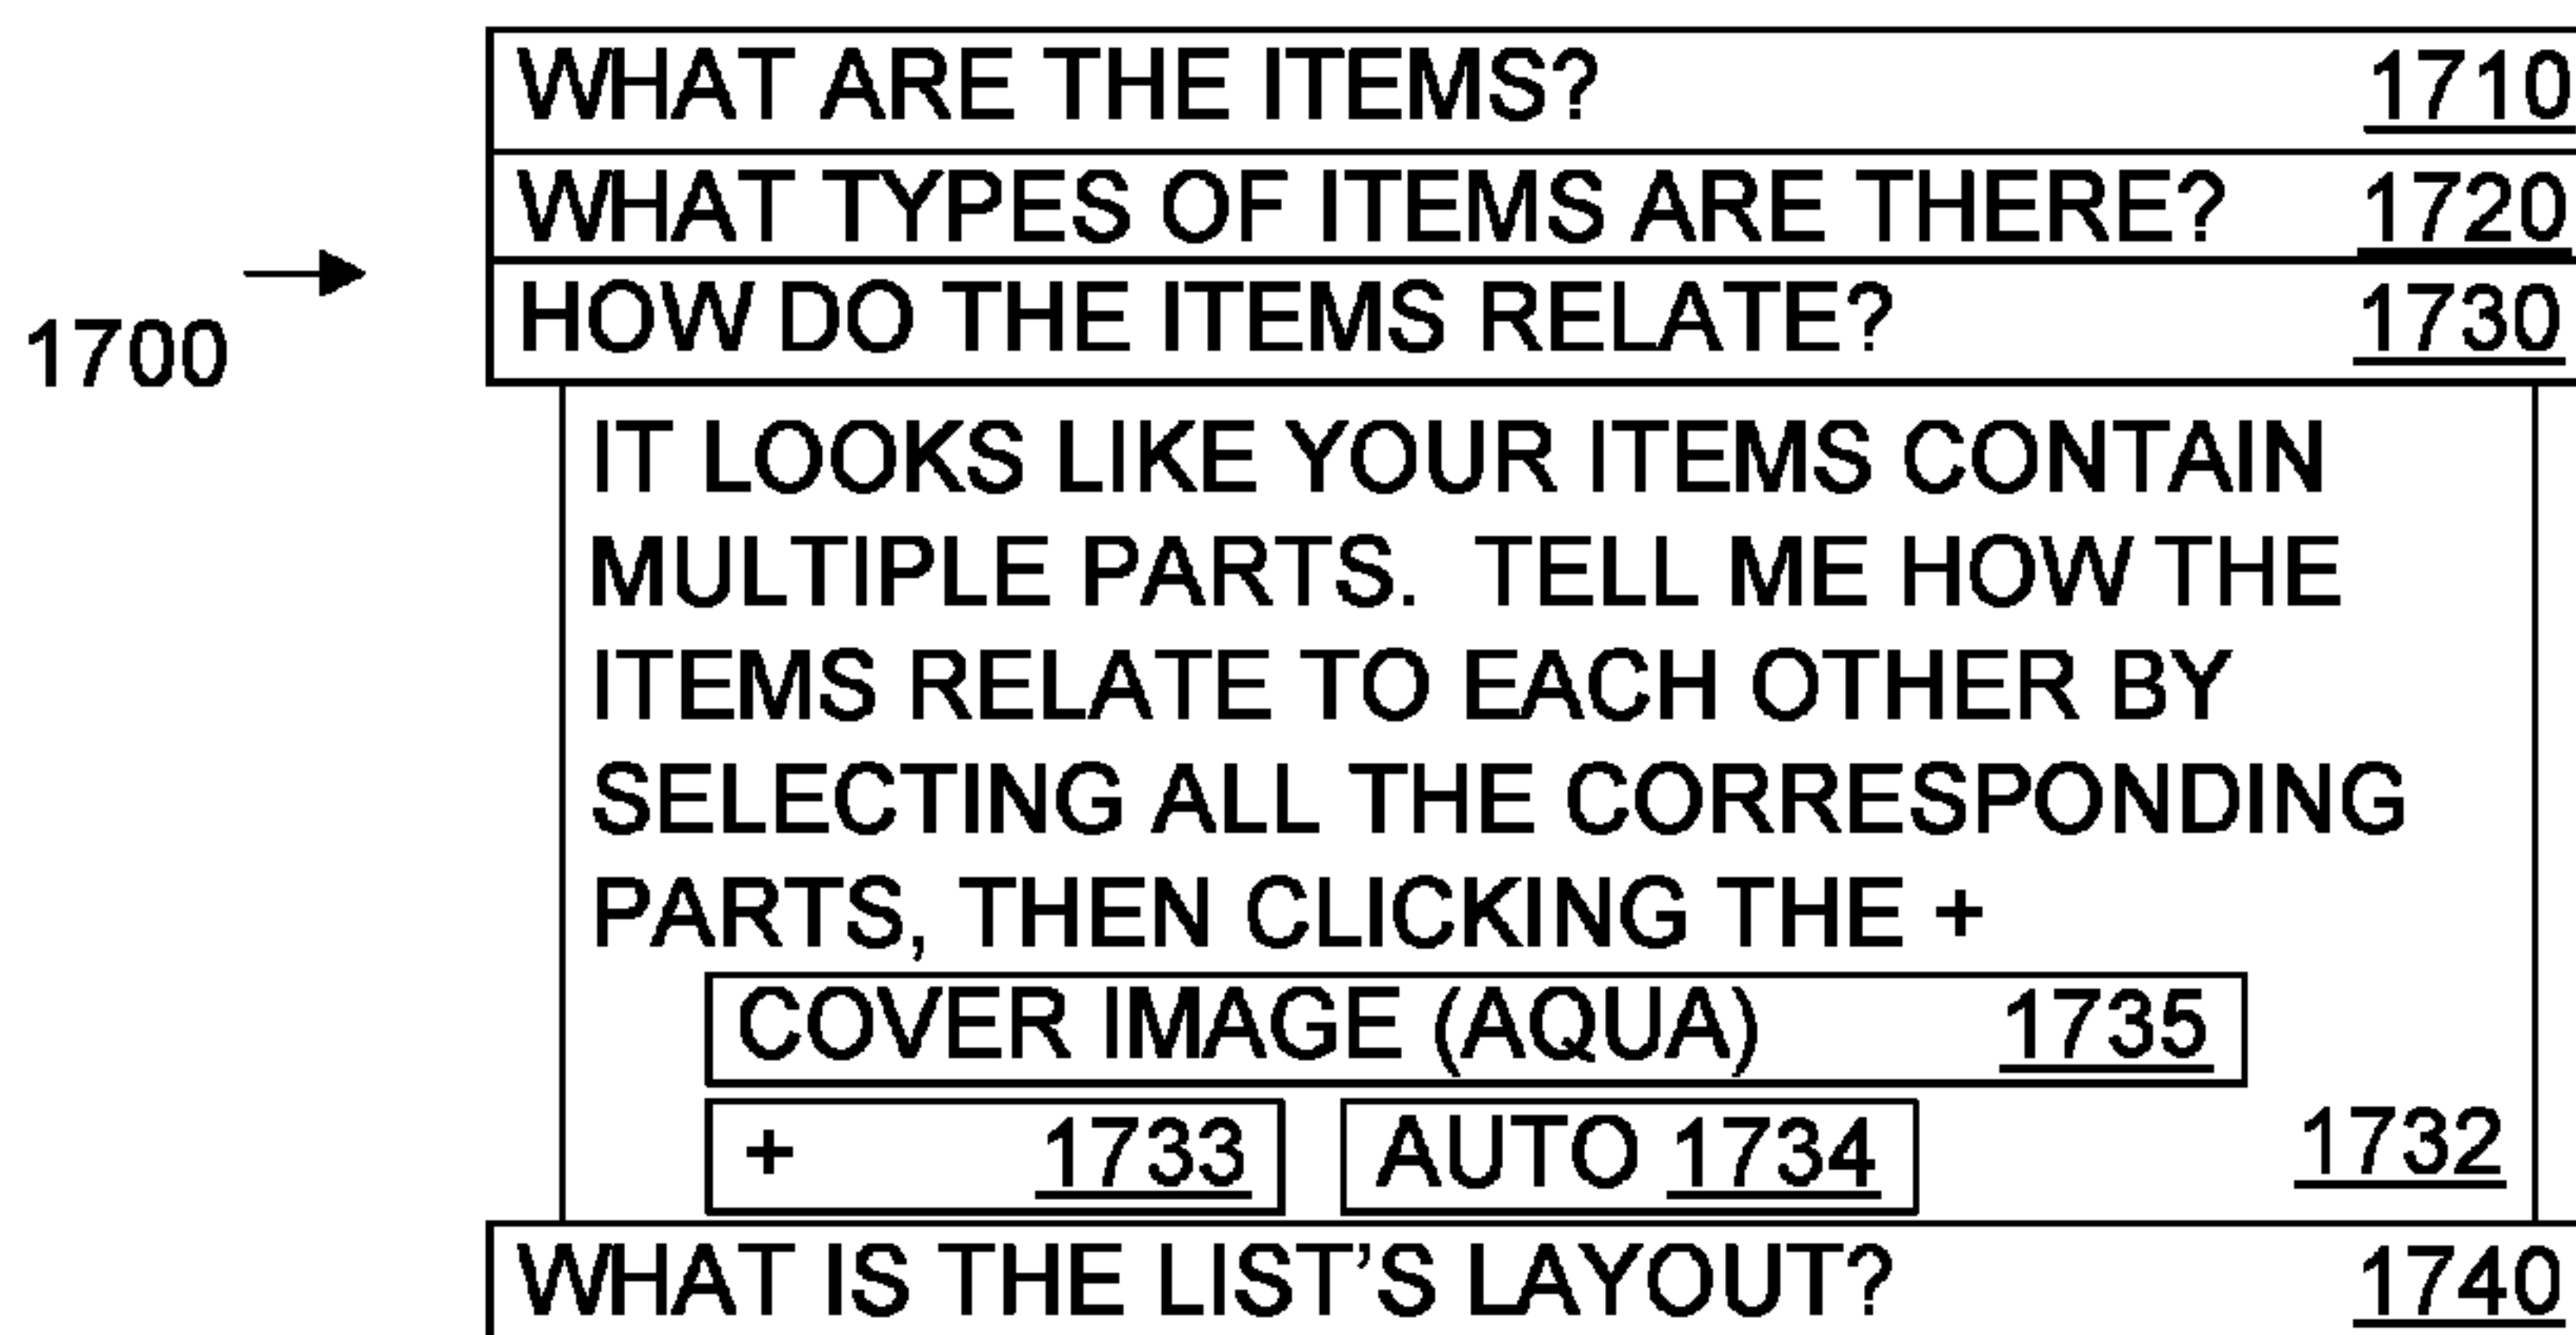 WHAT ARE THE ITEMS? 1710
WHAT TYPES OF ITEMS ARE THERE? 1720
HOW DO THE ITEMS RELATE? 1730
1700
IT LOOKS LIKE YOUR ITEMS CONTAIN
MULTIPLE PARTS. TELL ME HOW THE
ITEMS RELATE TO EACH OTHER BY
SELECTING ALL THE CORRESPONDING
PARTS, THEN CLICKING THE +
COVER IMAGE (AQUA) 1735
+ 1733 AUTO 1734 1732
WHAT IS THE LIST'S LAYOUT? 1740